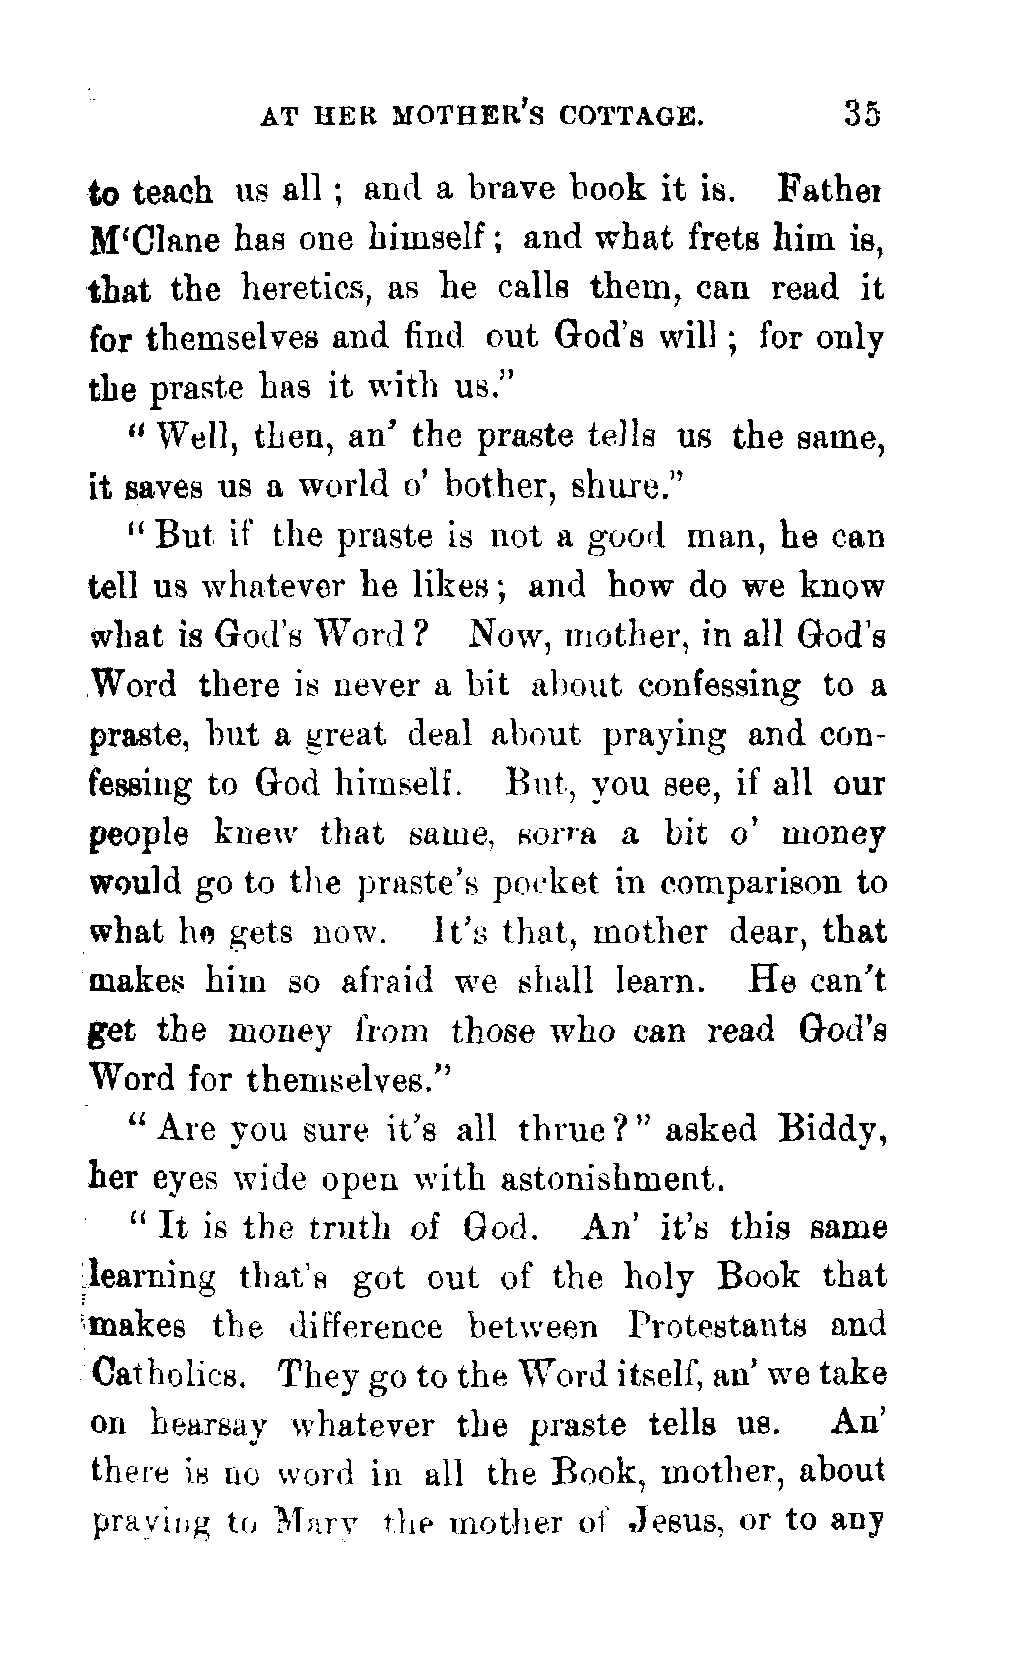 AT HER MOTHER'S COTTAGE. 35
to teach us all ; and a brave book it is. Father
M‘Clane has one himself ; and what frets him is,
that the heretics, as he calls them, can read it
for themselves and find out God's will ; for only
the praste has it with us."
" Well, then, an' the praste tells us the same,
it saves us a world o' bother, shure."
" But if the praste is not a good man, he can
tell us whatever he likes ; and how do we know
what is God's Word ? Now, mother, in all God's
Word there is never a bit about confessing to a
praste, but a great deal about praying and con-
fessing to God himself. But, you see, if all our
people knew that same, sorra a bit o' money
would go to the praste's pocket in comparison to
what he gets now. It's that, mother dear, that
makes him so afraid we shall learn. He can't
get the money from those who can read God's
Word for themselves."
" Are you sure it's all thrue ? " asked Biddy,
her eyes wide open with astonishment.
" It is the truth of God. An' it's this same
learning that's got out of the holy Book that
makes the difference between Protestants and
Catholics. They go to the Word itself, an' we take
on hearsay whatever the praste tells us. An'
there is no word in all the Book, mother, about
praying to Mary the mother of Jesus, or to any